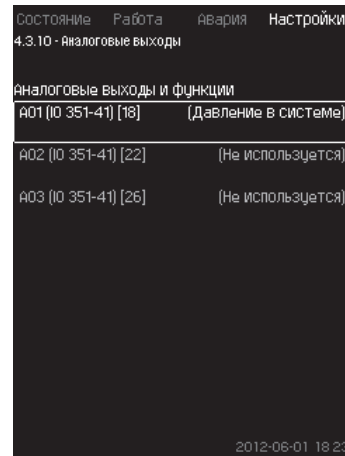 Состояние Работа Авария Настройки
4.3.10 - Аналоговые выходы
Аналоговые выходы и функции
A01 (IO 351-41) [18] (Давление в системе)
A02 (IO 351-41) [22] (Не используется)
A03 (IO 351-41) [26] (Не используется)
2012-06-01 18:23